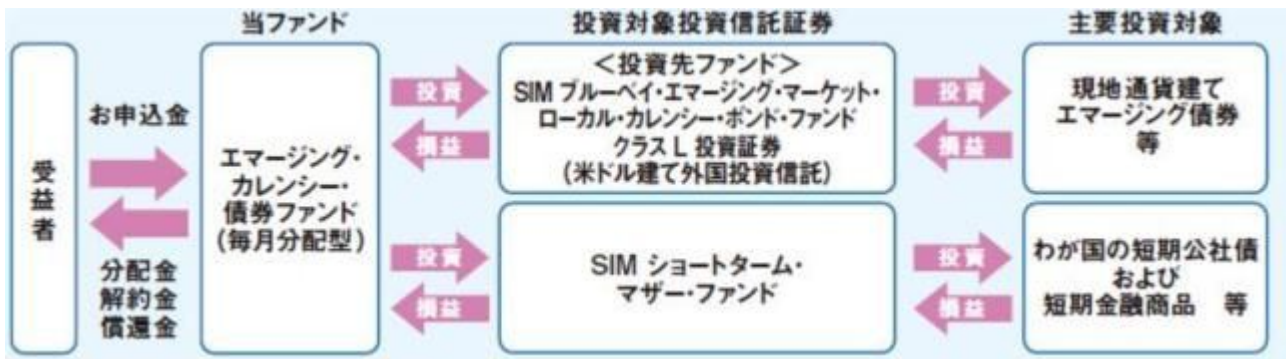 当ファンド
投資対象投資信託証券
主要投資対象
受益者
お申込金
分配金
解約金
償還金
エマージング・
カレンシー・
債券ファンド
(毎月分配型)
投資
損益
投資
損益
＜投資先ファンド＞
SIM ブルーベイ・エマージング・マーケット・
ローカル・カレンシー・ボンド・ファンド
クラス L 投資証券
(米ドル建て外国投資信託)
SIM ショートターム・
マザー・ファンド
投資
損益
投資
損益
現地通貨建て
エマージング債券
等
わが国の短期公社債
および
短期金融商品　等